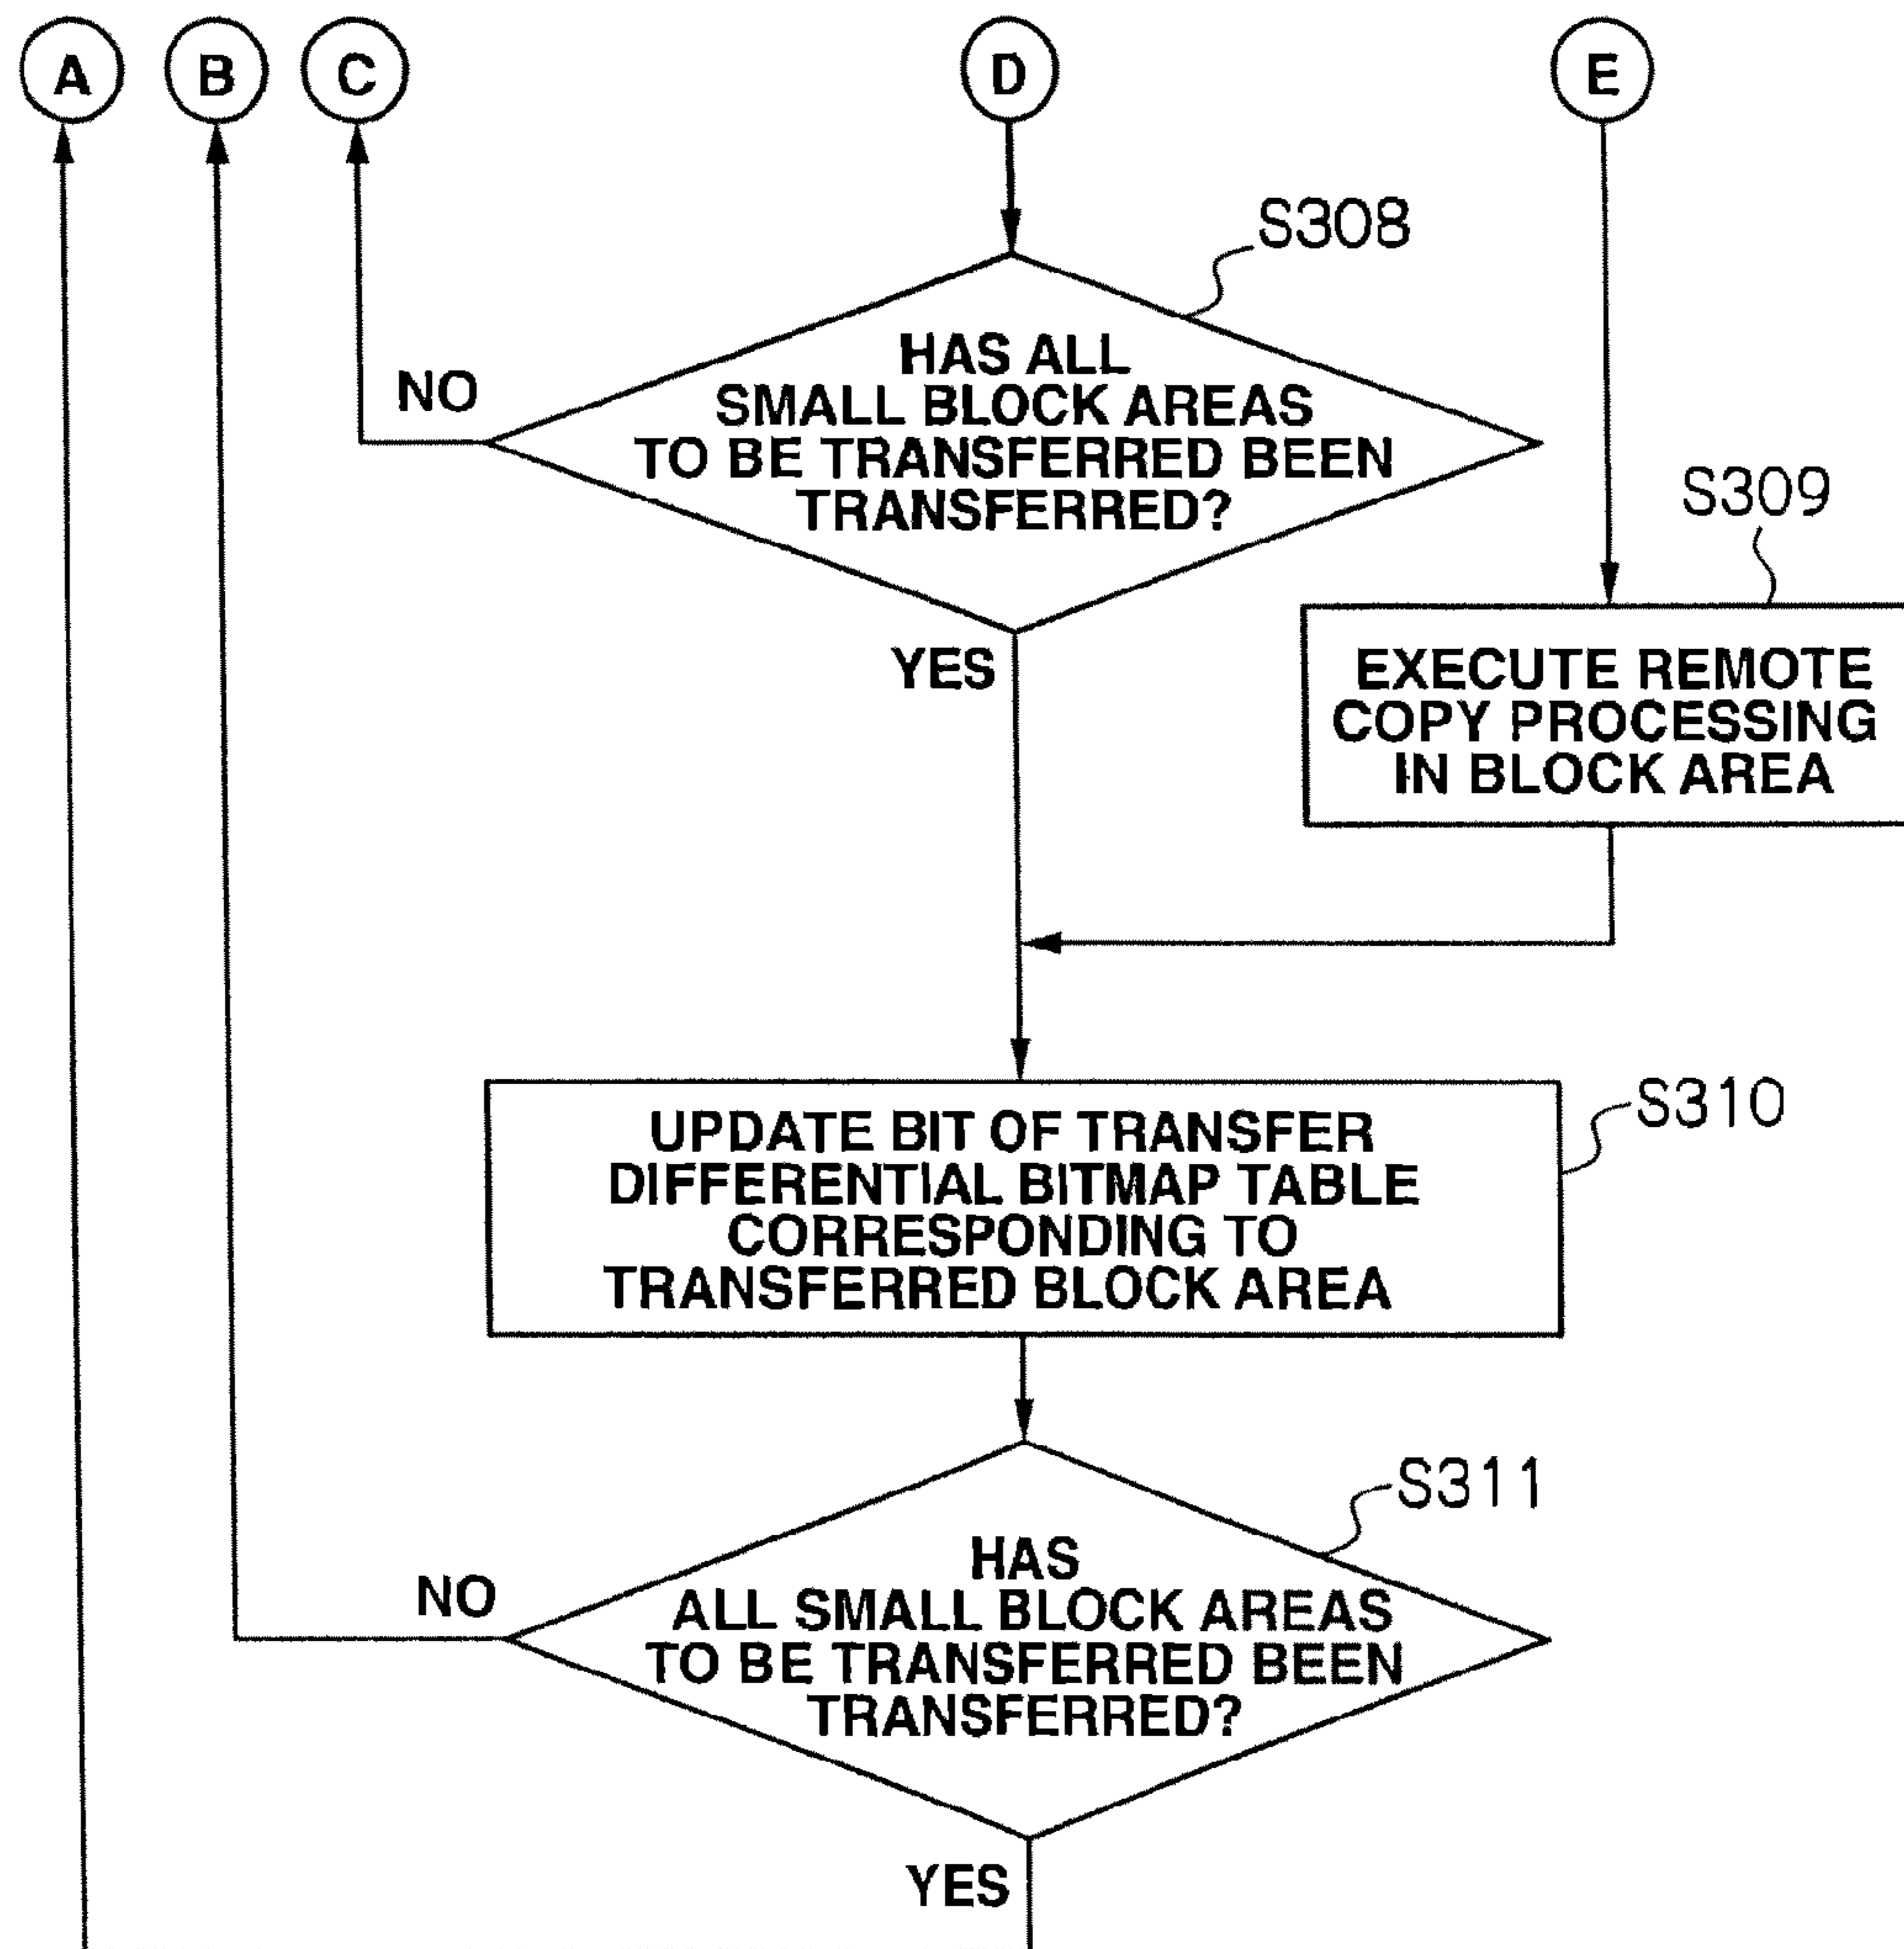 A B C D E
S308
HAS ALL
SMALL BLOCK AREAS
TO BE TRANSFERRED BEEN
TRANSFERRED?
NO
YES
S309
EXECUTE REMOTE
COPY PROCESSING
IN BLOCK AREA
S310
UPDATE BIT OF TRANSFER
DIFFERENTIAL BITMAP TABLE
CORRESPONDING TO
TRANSFERRED BLOCK AREA
S311
HAS
ALL SMALL BLOCK AREAS
TO BE TRANSFERRED BEEN
TRANSFERRED?
NO
YES